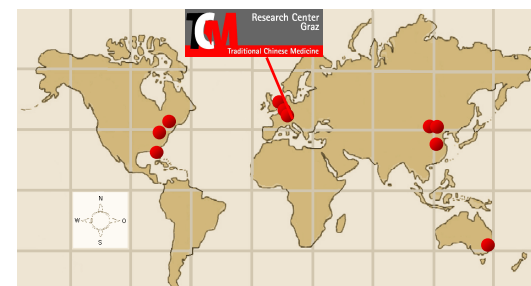 TCM
Research Center
Graz
Traditional Chinese Medicine
N
W O
S